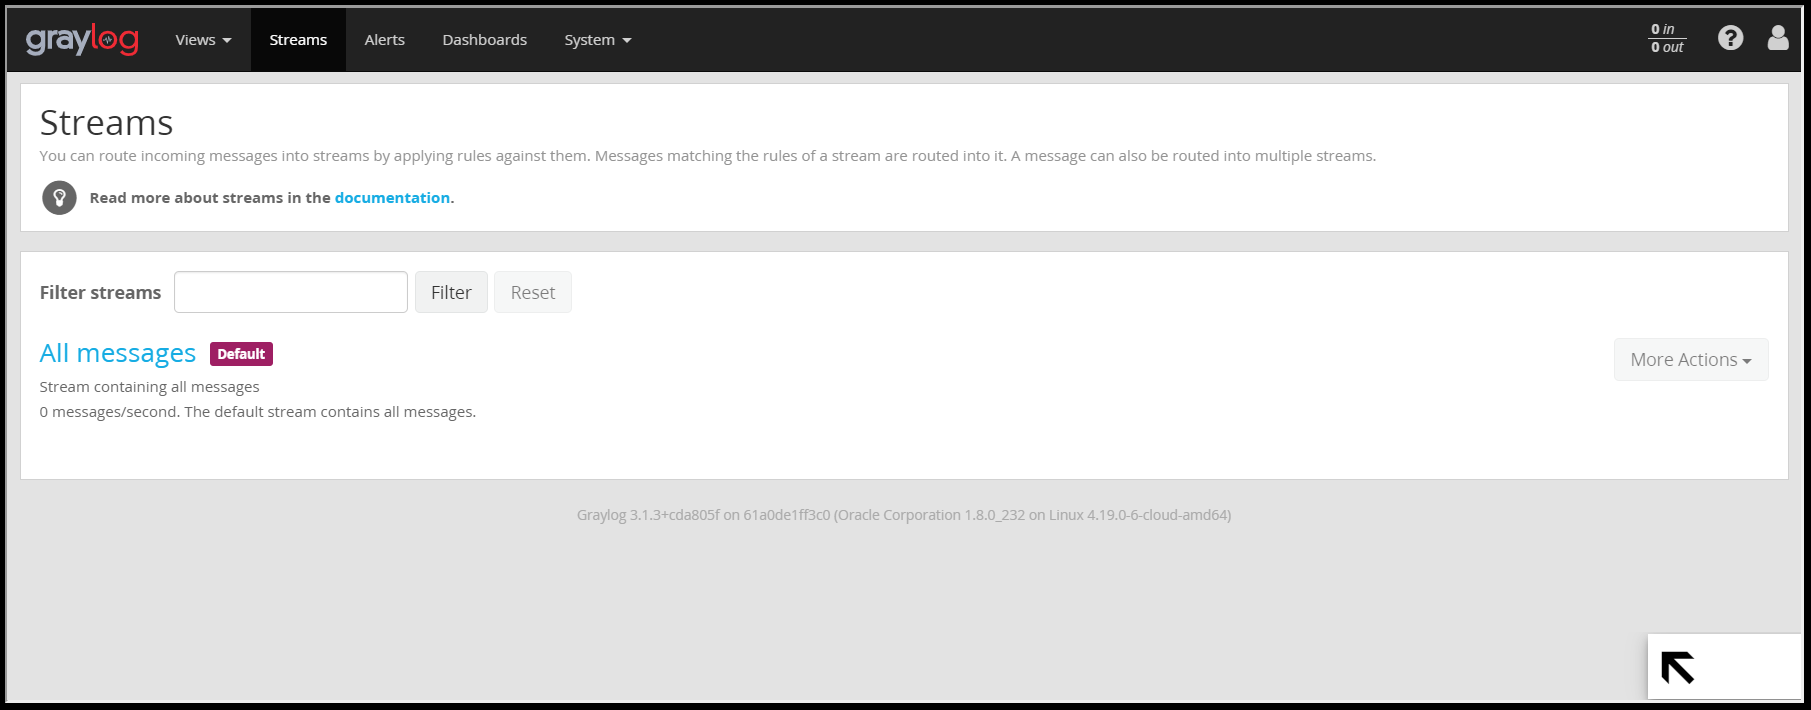 graylog Views Streams Alerts Dashboards System 0 in
0 out
Streams
You can route incoming messages into streams by applying rules against them. Messages matching the rules of a stream are routed into it. A message can also be routed into multiple streams.
Read more about streams in the documentation.
Filter streams Filter Reset
All messages Default More Actions
Stream containing all messages
0 messages/second. The default stream contains all messages.
Graylog 3.1.3+cda805f on 61a0de1ff3c0 (Oracle Corporation 1.8.0_232 on Linux 4.19.0-6-cloud-amd64)